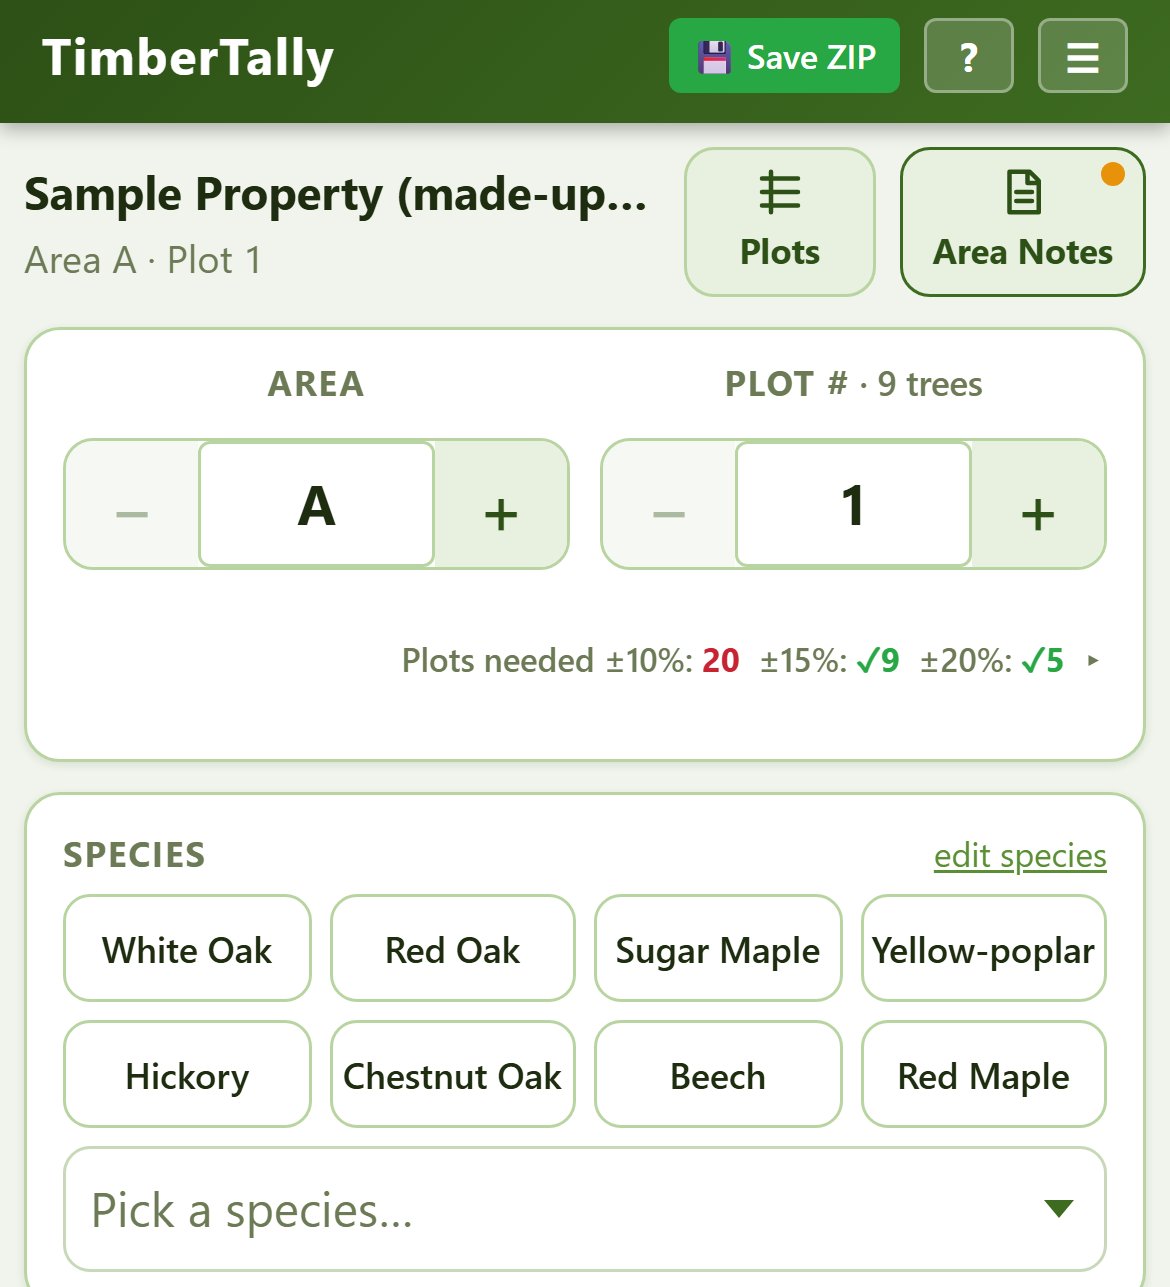 TimberTally
💾 Save ZIP
?
☰
Sample Property (made-up...
Area A · Plot 1
Plots
Area Notes
AREA
PLOT # · 9 trees
− A +
− 1 +
Plots needed ±10%: 20 ±15%: ✓9 ±20%: ✓5 ▸
SPECIES
edit species
White Oak
Red Oak
Sugar Maple
Yellow-poplar
Hickory
Chestnut Oak
Beech
Red Maple
Pick a species...